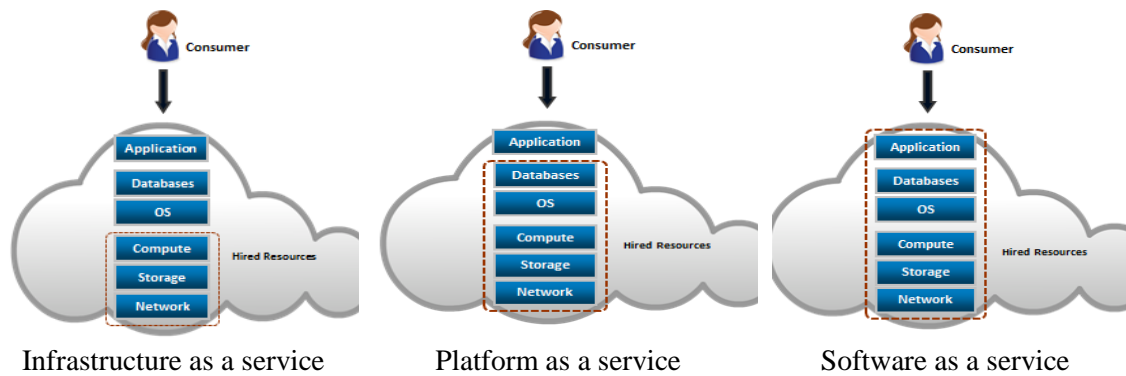 Consumer
Application
Databases
OS
Compute
Storage
Network
Hired Resources
Infrastructure as a service
Consumer
Application
Databases
OS
Compute
Storage
Network
Hired Resources
Platform as a service
Consumer
Application
Databases
OS
Compute
Storage
Network
Hired Resources
Software as a service